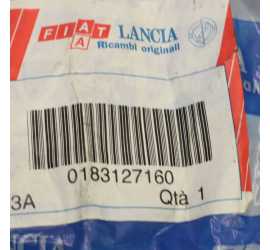 FIAT LANCIA
A
Ricambi originali
0183127160
3A Qtà 1